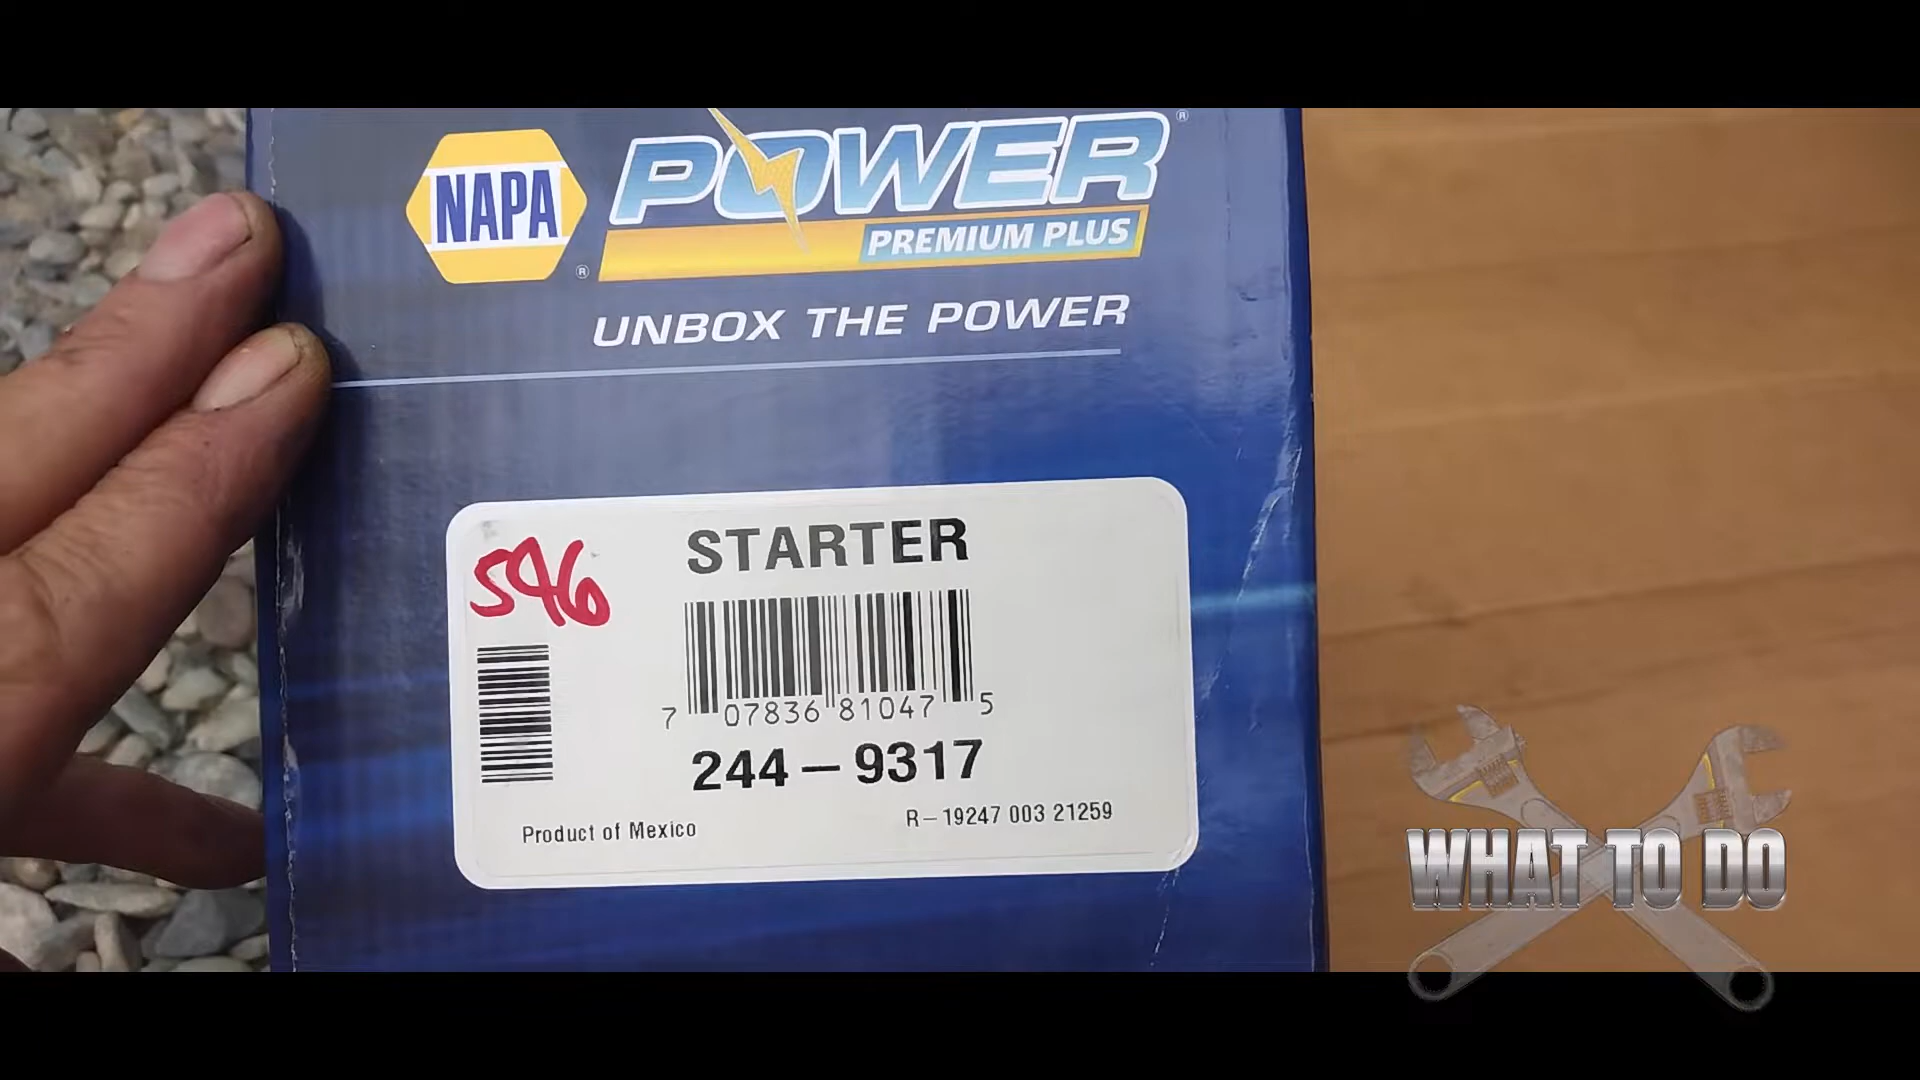 NAPA
®
POWER®
PREMIUM PLUS
UNBOX THE POWER
546
STARTER
7 07836 81047 5
244-9317
Product of Mexico
R-19247 003 21259
WHAT TO DO